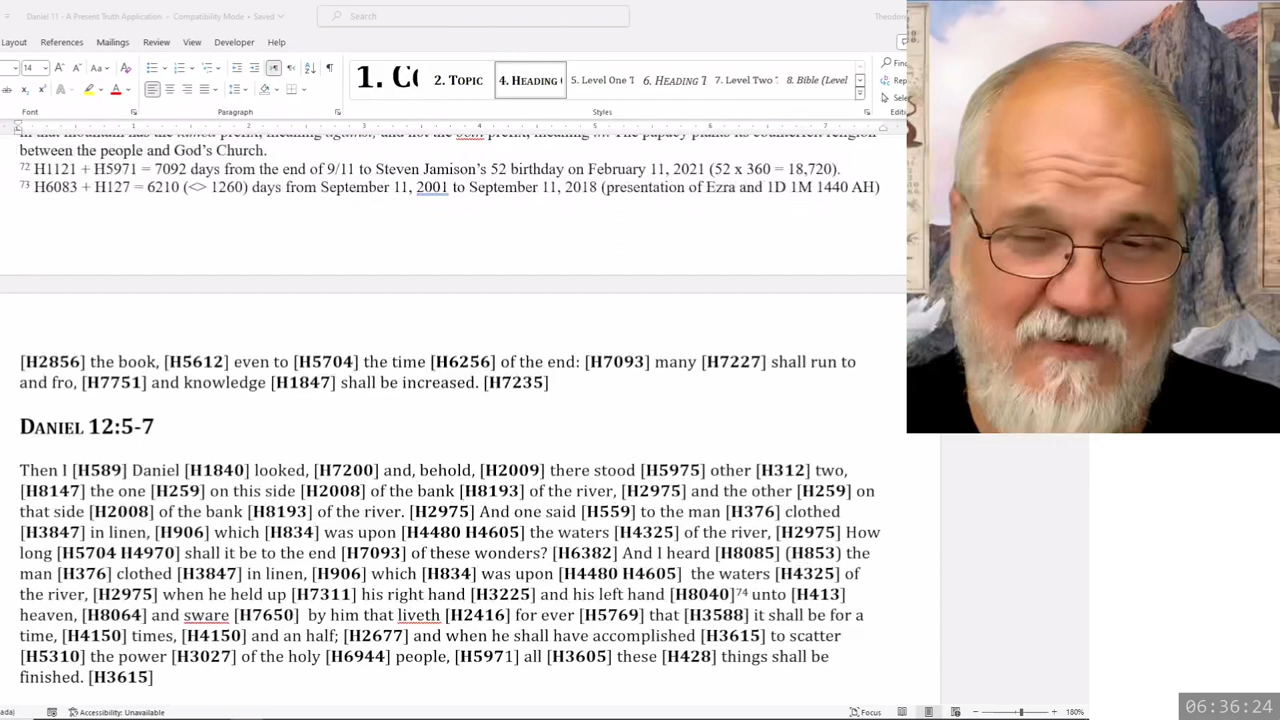 Daniel 11 - A Present Truth Application - Compatibility Mode - Saved
Search
Theodore
Layout References Mailings Review View Developer Help
14
Aa
1. Co
2. TOPIC
4. HEADING
5. Level One T
6. HEADING T
7. Level Two
8. Bible (Level
Font
Paragraph
Styles
between the people and God's Church.
72 H1121 + H5971 = 7092 days from the end of 9/11 to Steven Jamison's 52 birthday on February 11, 2021 (52 x 360 = 18,720).
73 H6083 + H127 = 6210 (<> 1260) days from September 11, 2001 to September 11, 2018 (presentation of Ezra and 1D 1M 1440 AH)
[H2856] the book, [H5612] even to [H5704] the time [H6256] of the end: [H7093] many [H7227] shall run to
and fro, [H7751] and knowledge [H1847] shall be increased. [H7235]
DANIEL 12:5-7
Then I [H589] Daniel [H1840] looked, [H7200] and, behold, [H2009] there stood [H5975] other [H312] two,
[H8147] the one [H259] on this side [H2008] of the bank [H8193] of the river, [H2975] and the other [H259] on
that side [H2008] of the bank [H8193] of the river. [H2975] And one said [H559] to the man [H376] clothed
[H3847] in linen, [H906] which [H834] was upon [H4480 H4605] the waters [H4325] of the river, [H2975] How
long [H5704 H4970] shall it be to the end [H7093] of these wonders? [H6382] And I heard [H8085] (H853) the
man [H376] clothed [H3847] in linen, [H906] which [H834] was upon [H4480 H4605] the waters [H4325] of
the river, [H2975] when he held up [H7311] his right hand [H3225] and his left hand [H8040]74 unto [H413]
heaven, [H8064] and sware [H7650] by him that liveth [H2416] for ever [H5769] that [H3588] it shall be for a
time, [H4150] times, [H4150] and an half; [H2677] and when he shall have accomplished [H3615] to scatter
[H5310] the power [H3027] of the holy [H6944] people, [H5971] all [H3605] these [H428] things shall be
finished. [H3615]
Accessibility: Unavailable
Focus
180%
06:36:24